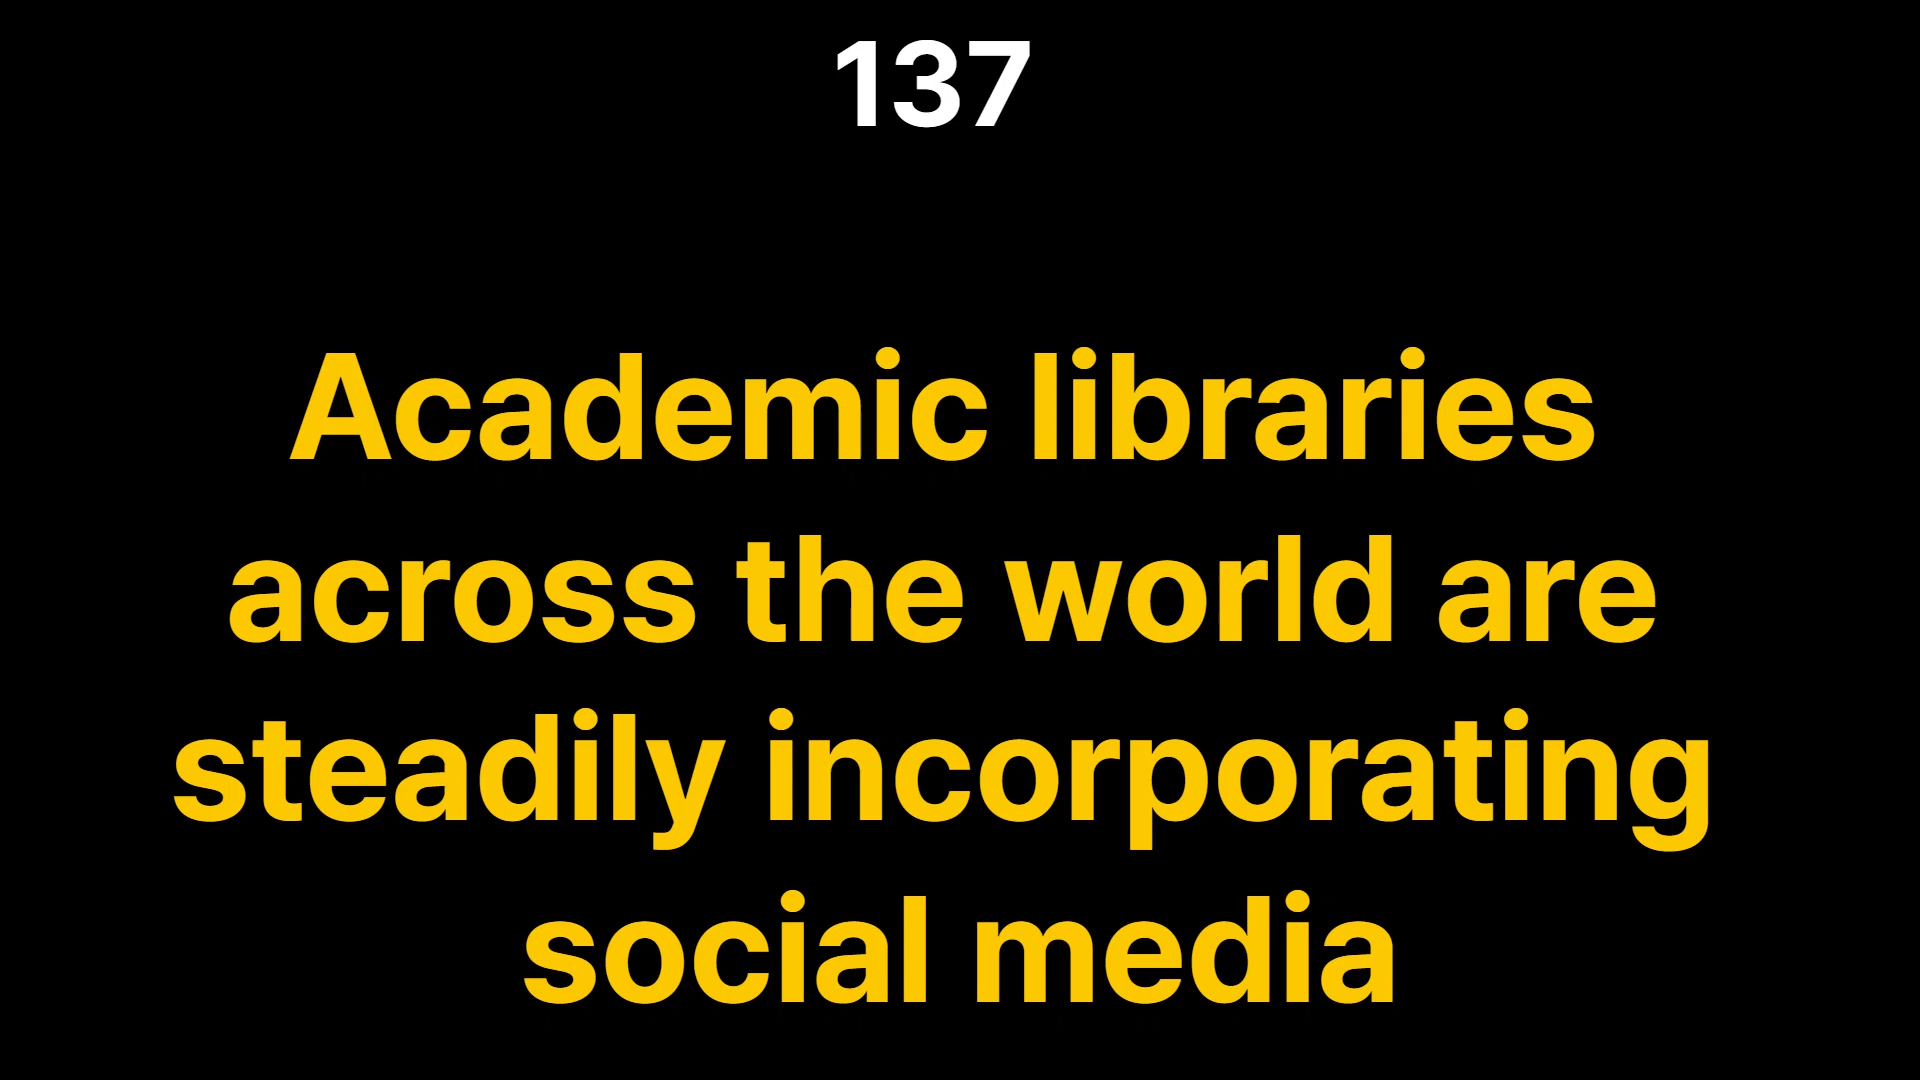 137
Academic libraries
across the world are
steadily incorporating
social media